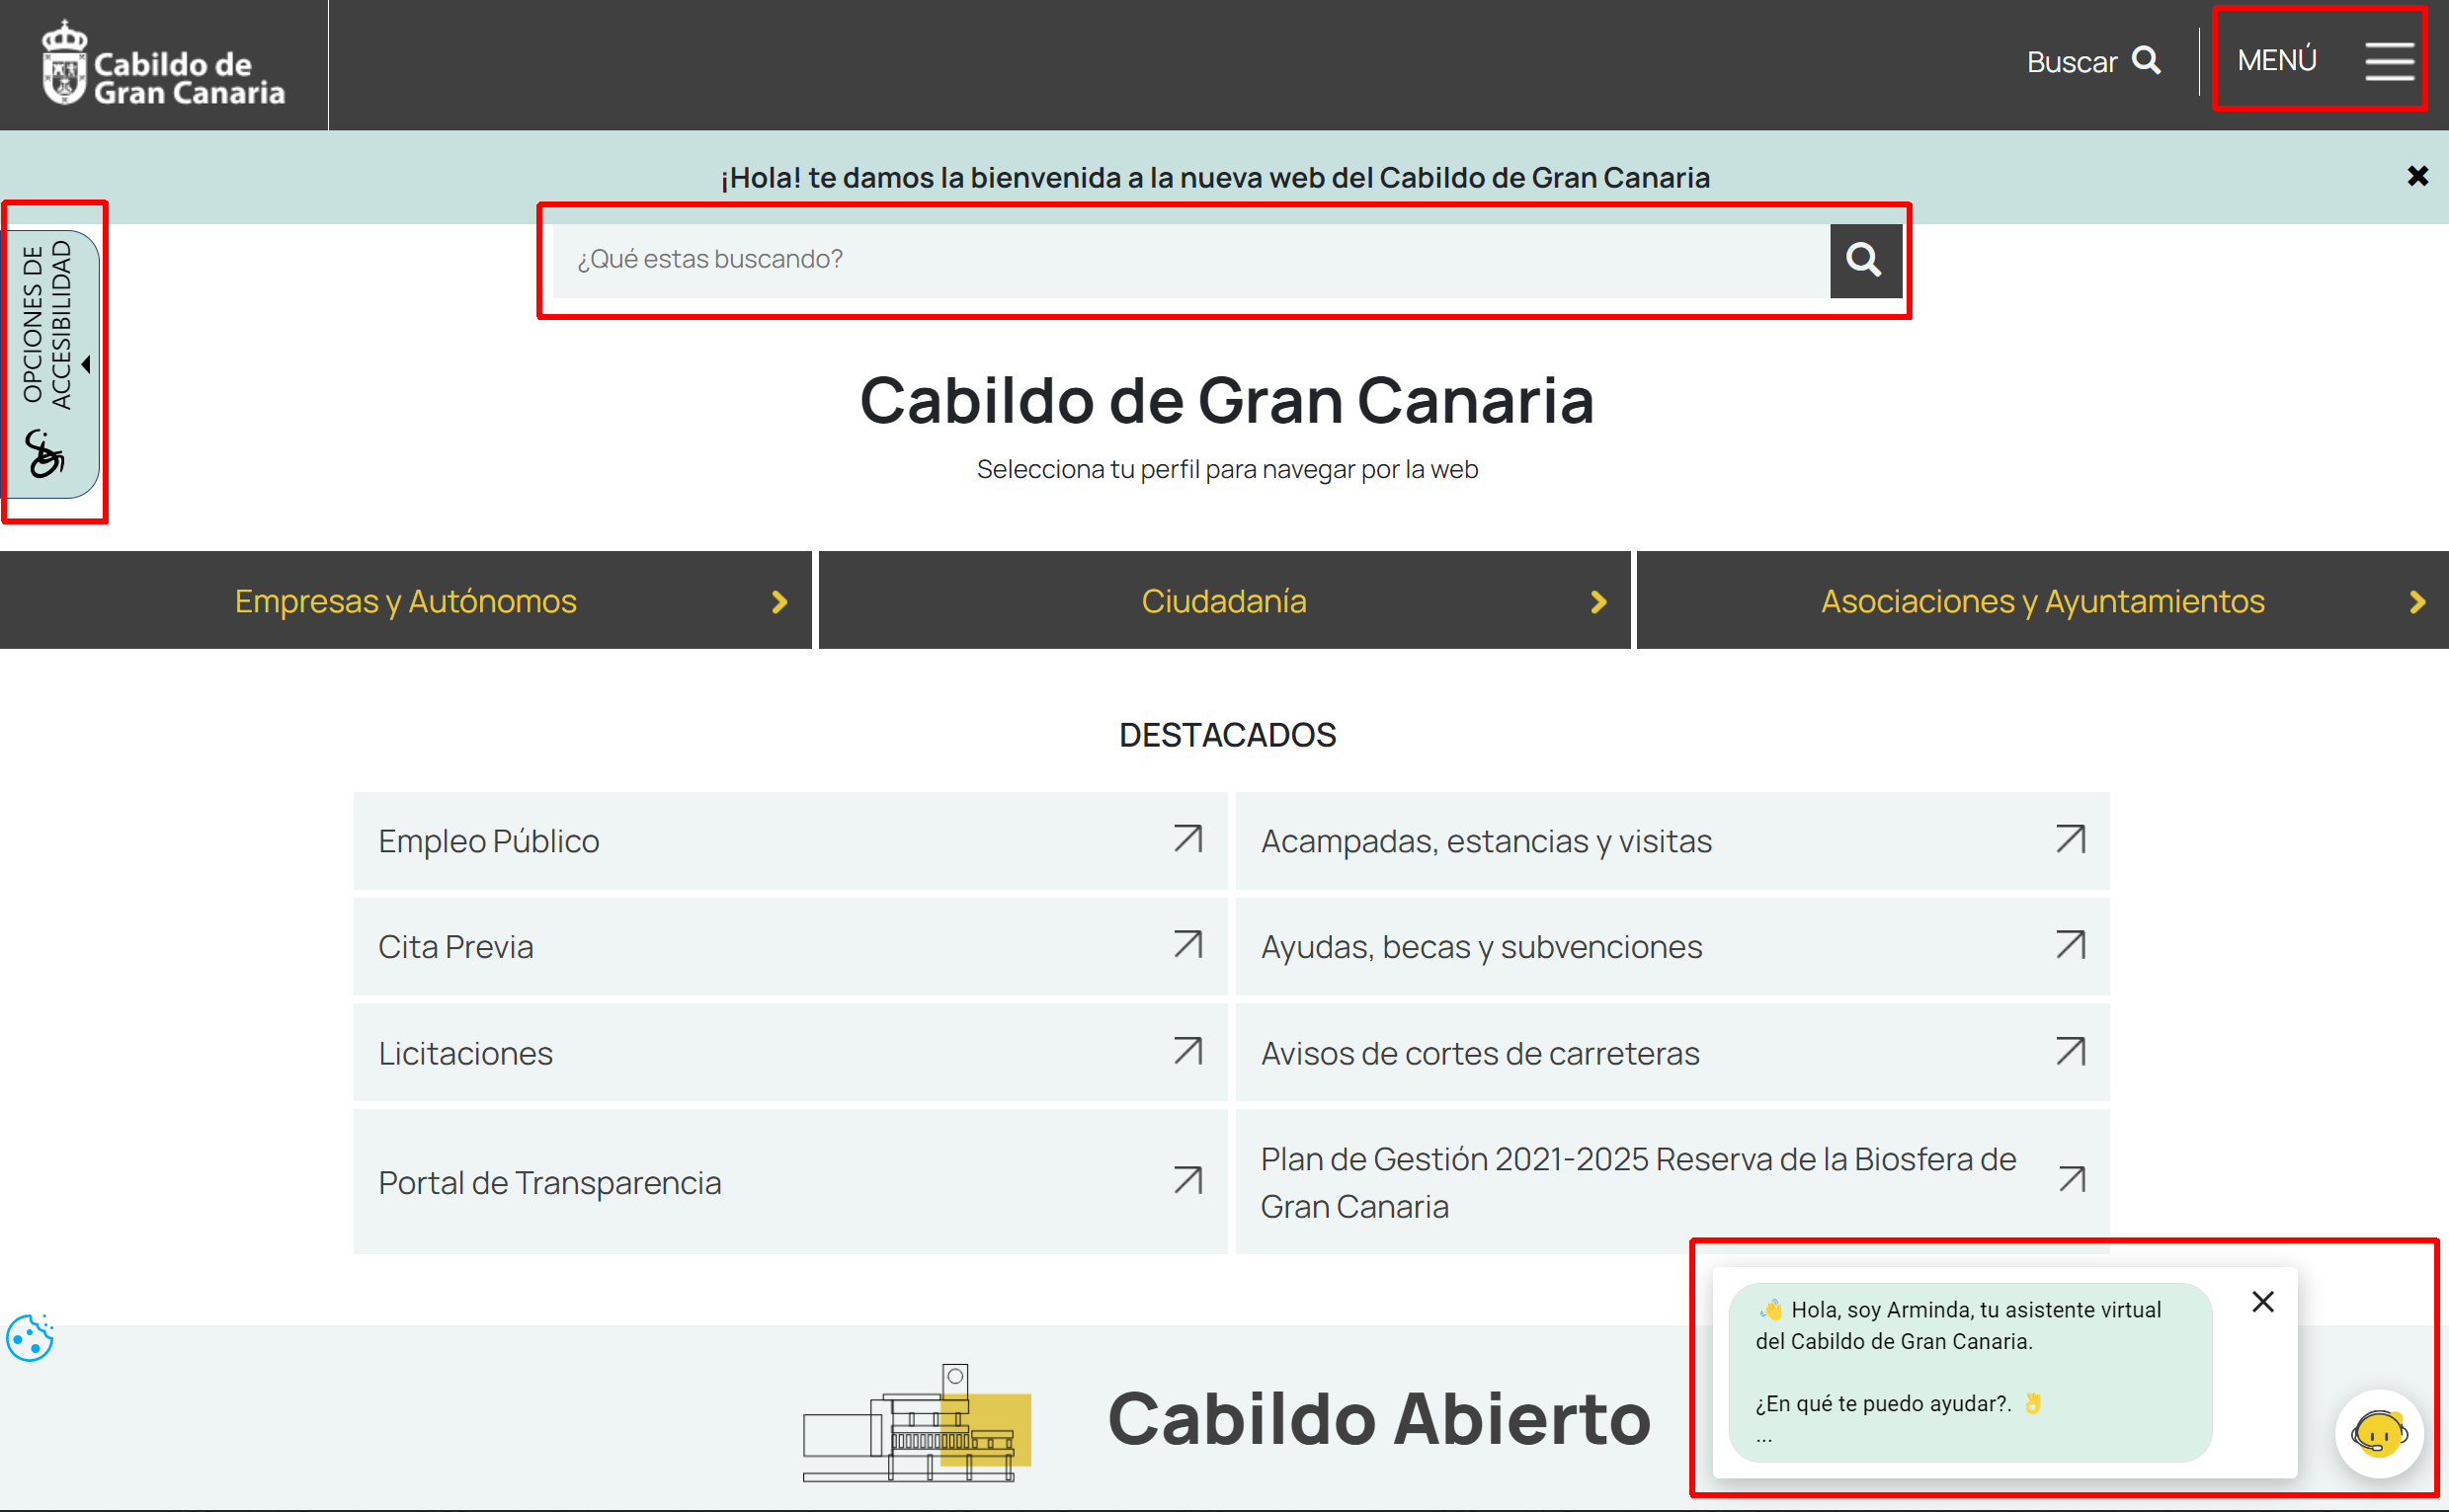 Cabildo de
Gran Canaria
Buscar
MENÚ
¡Hola! te damos la bienvenida a la nueva web del Cabildo de Gran Canaria
¿Qué estas buscando?
OPCIONES DE
ACCESIBILIDAD
Cabildo de Gran Canaria
Selecciona tu perfil para navegar por la web
Empresas y Autónomos
Ciudadanía
Asociaciones y Ayuntamientos
DESTACADOS
Empleo Público
Acampadas, estancias y visitas
Cita Previa
Ayudas, becas y subvenciones
Licitaciones
Avisos de cortes de carreteras
Portal de Transparencia
Plan de Gestión 2021-2025 Reserva de la Biosfera de
Gran Canaria
👋 Hola, soy Arminda, tu asistente virtual
del Cabildo de Gran Canaria.
¿En qué te puedo ayudar?. 👌
...
Cabildo Abierto